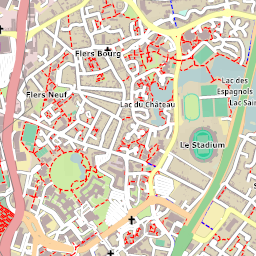 Flers Bourg
Lac des
Espagnols
Flers Neuf
Lac du Château
Lac Sain
Le Stadium